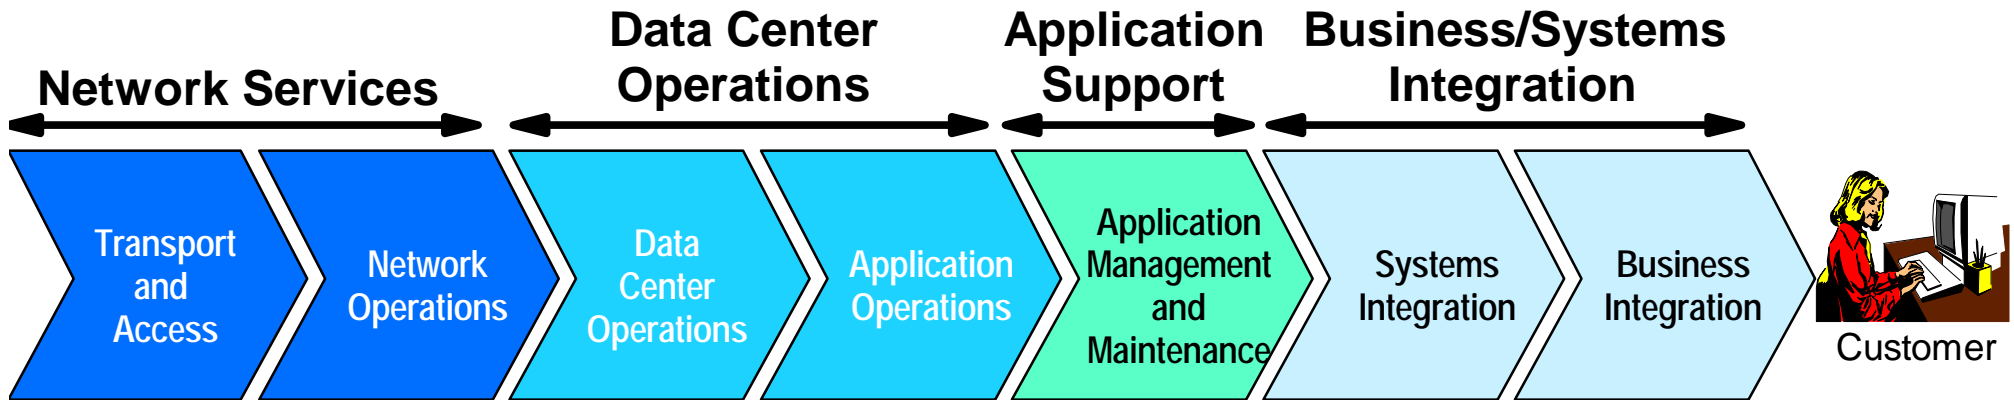 Network Services
Data Center
Operations
Application
Support
Business/Systems
Integration
Transport
and
Access
Network
Operations
Data
Center
Operations
Application
Operations
Application
Management
and
Maintenance
Systems
Integration
Business
Integration
Customer